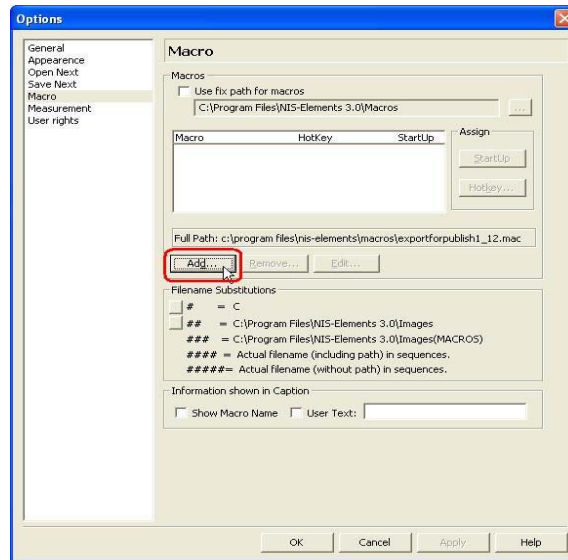 Options
General
Appearence
Open Next
Save Next
Macro
Measurement
User rights
Macro
Macros
Use fix path for macros
C:\Program Files\NIS-Elements 3.0\Macros
...
Macro HotKey StartUp
Assign
StartUp
Hotkey...
Full Path: c:\program files\nis-elements\macros\exportforpublish1_12.mac
Add... Remove... Edit...
Filename Substitutions
# = C
## = C:\Program Files\NIS-Elements 3.0\Images
### = C:\Program Files\NIS-Elements 3.0\Images(MACROS)
#### = Actual filename (including path) in sequences.
#####= Actual filename (without path) in sequences.
Information shown in Caption
Show Macro Name User Text:
OK Cancel Apply Help